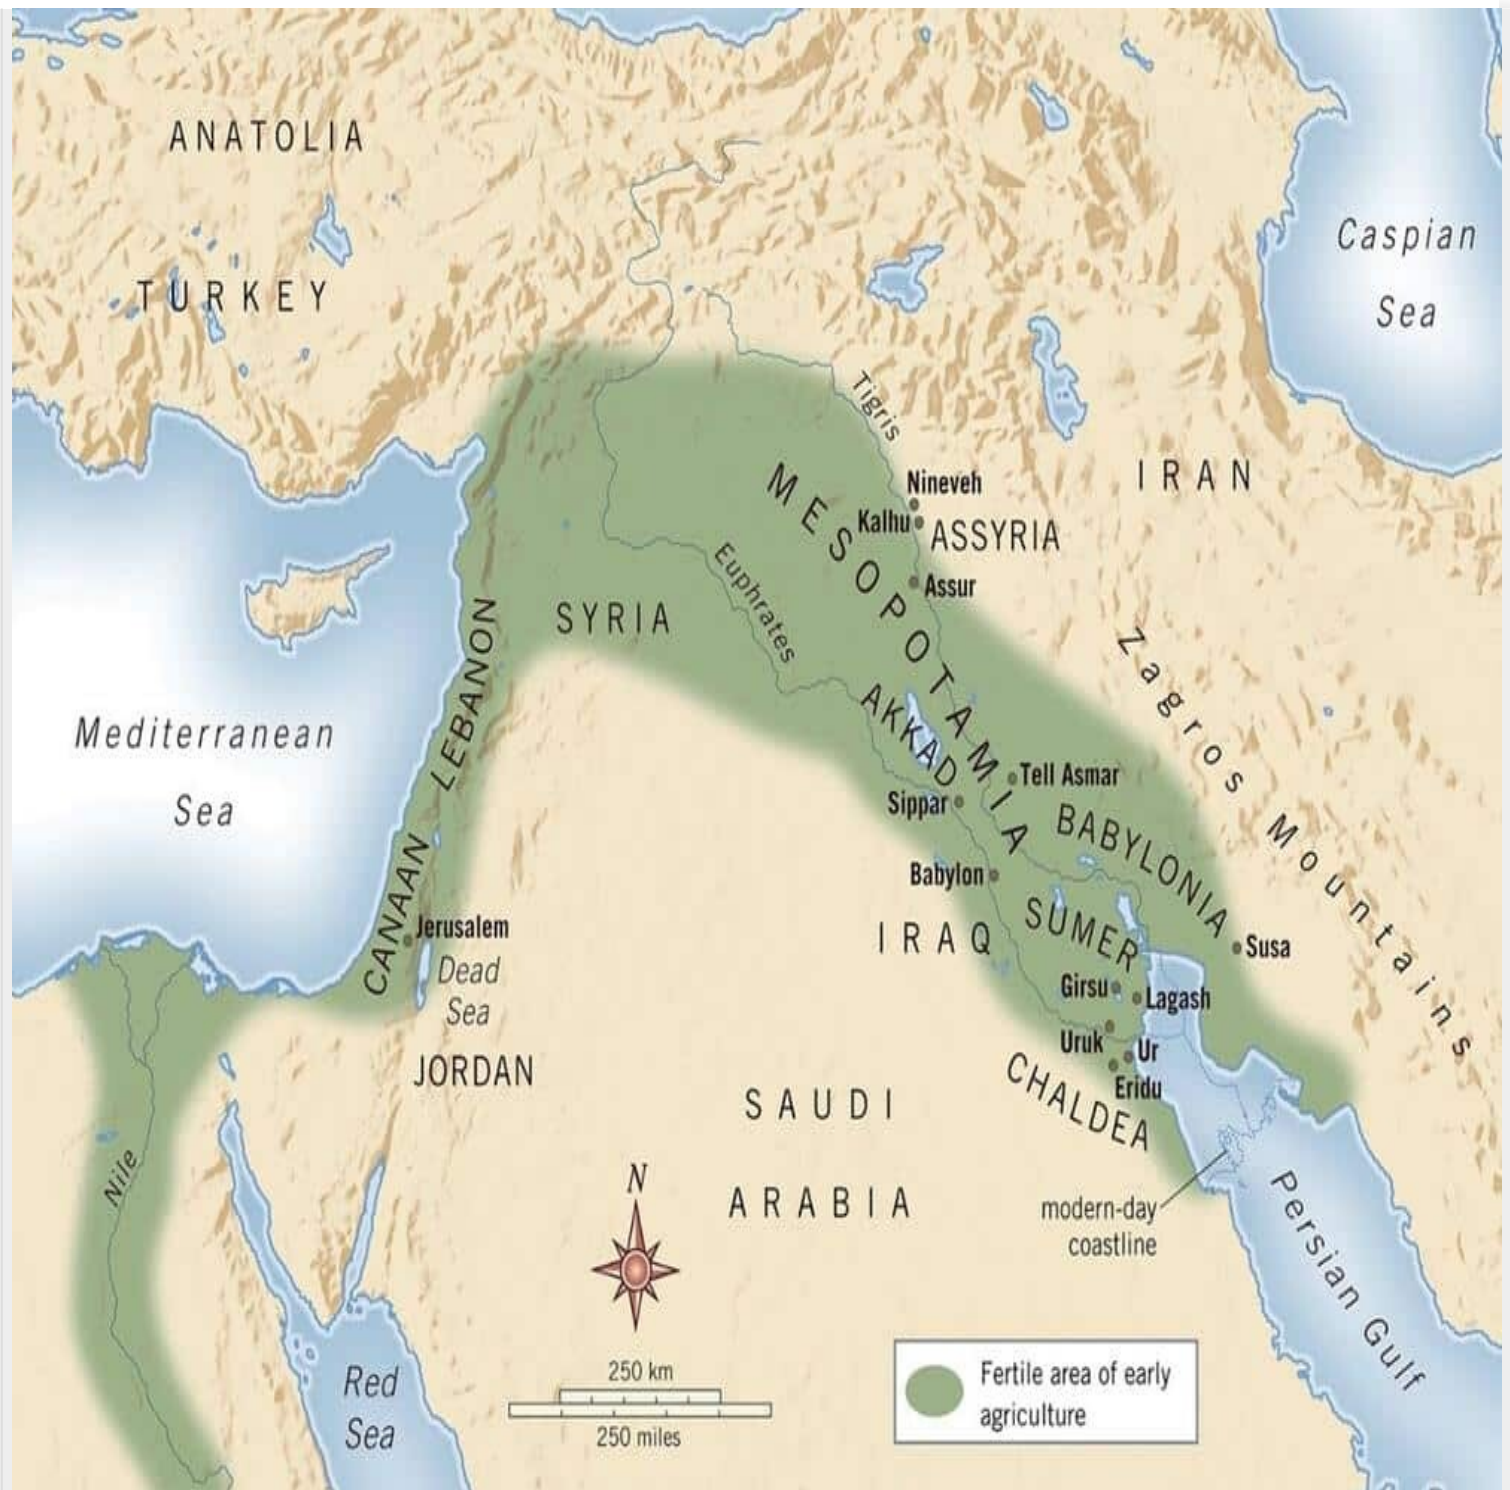 ANATOLIA
TURKEY
Caspian
Sea
Tigris
IRAN
MESOPOTAMIA
Nineveh
Kalhu
ASSYRIA
Assur
Euphrates
SYRIA
Zagros Mountains
LEBANON
Mediterranean
Sea
AKKAD
Tell Asmar
Sippar
BABYLONIA
CANAAN
Babylon
SUMER
Jerusalem
IRAQ
Susa
Dead
Sea
Girsu
Lagash
Uruk
Ur
JORDAN
Eridu
CHALDEA
SAUDI
ARABIA
Nile
N
modern-day
coastline
Persian Gulf
Red
Sea
250 km
250 miles
Fertile area of early
agriculture